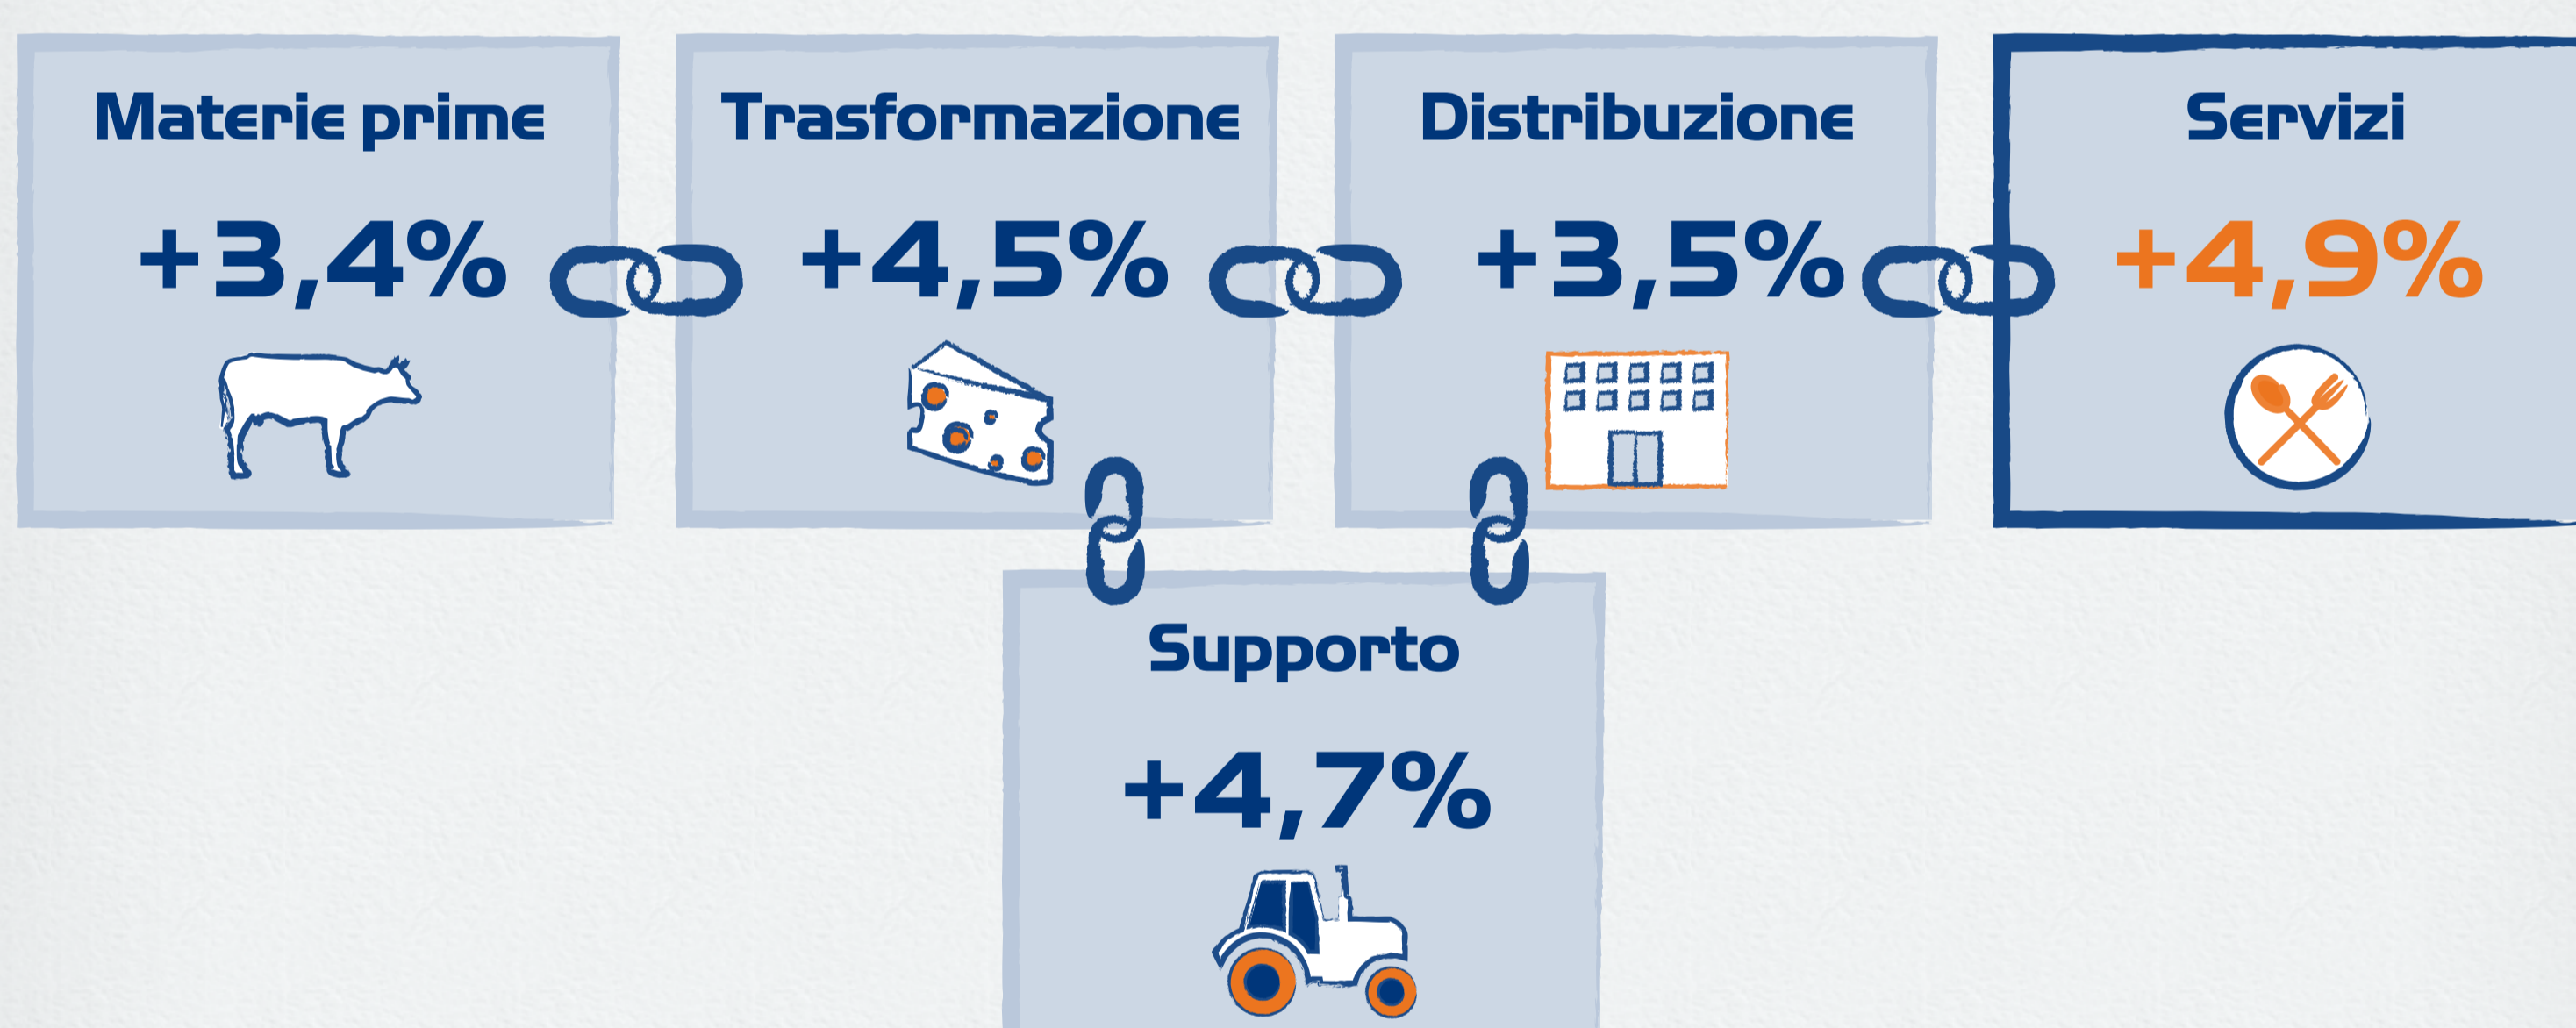 Materie prime
+3,4%
Trasformazione
+4,5%
Distribuzione
+3,5%
Servizi
+4,9%
Supporto
+4,7%